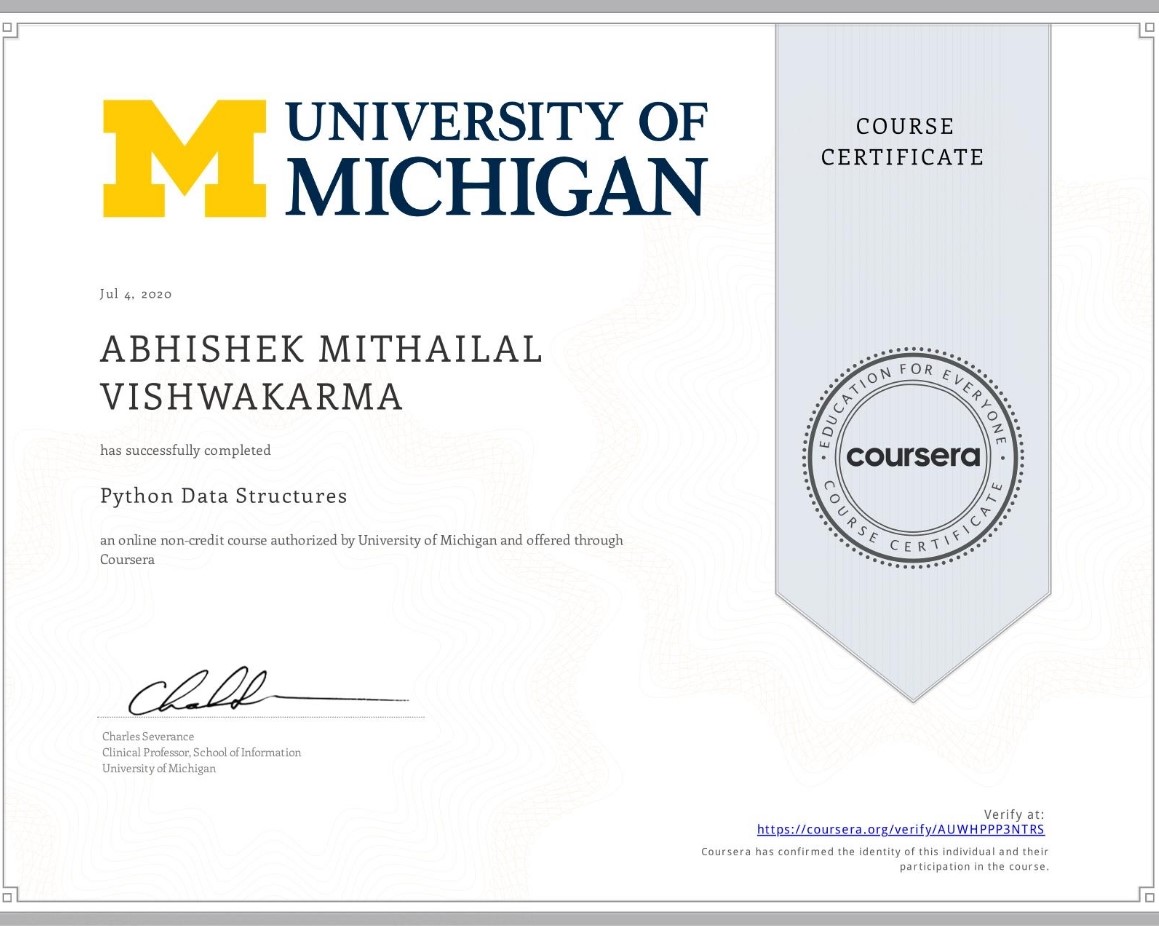 M UNIVERSITY OF
MICHIGAN
COURSE
CERTIFICATE
Jul 4, 2020
ABHISHEK MITHAILAL
VISHWAKARMA
has successfully completed
Python Data Structures
an online non-credit course authorized by University of Michigan and offered through
Coursera
EDUCATION FOR EVERYONE
coursera
COURSE CERTIFICATE
Charles Severance
Clinical Professor, School of Information
University of Michigan
Verify at:
https://coursera.org/verify/AUWHPPP3NTRS
Coursera has confirmed the identity of this individual and their
participation in the course.